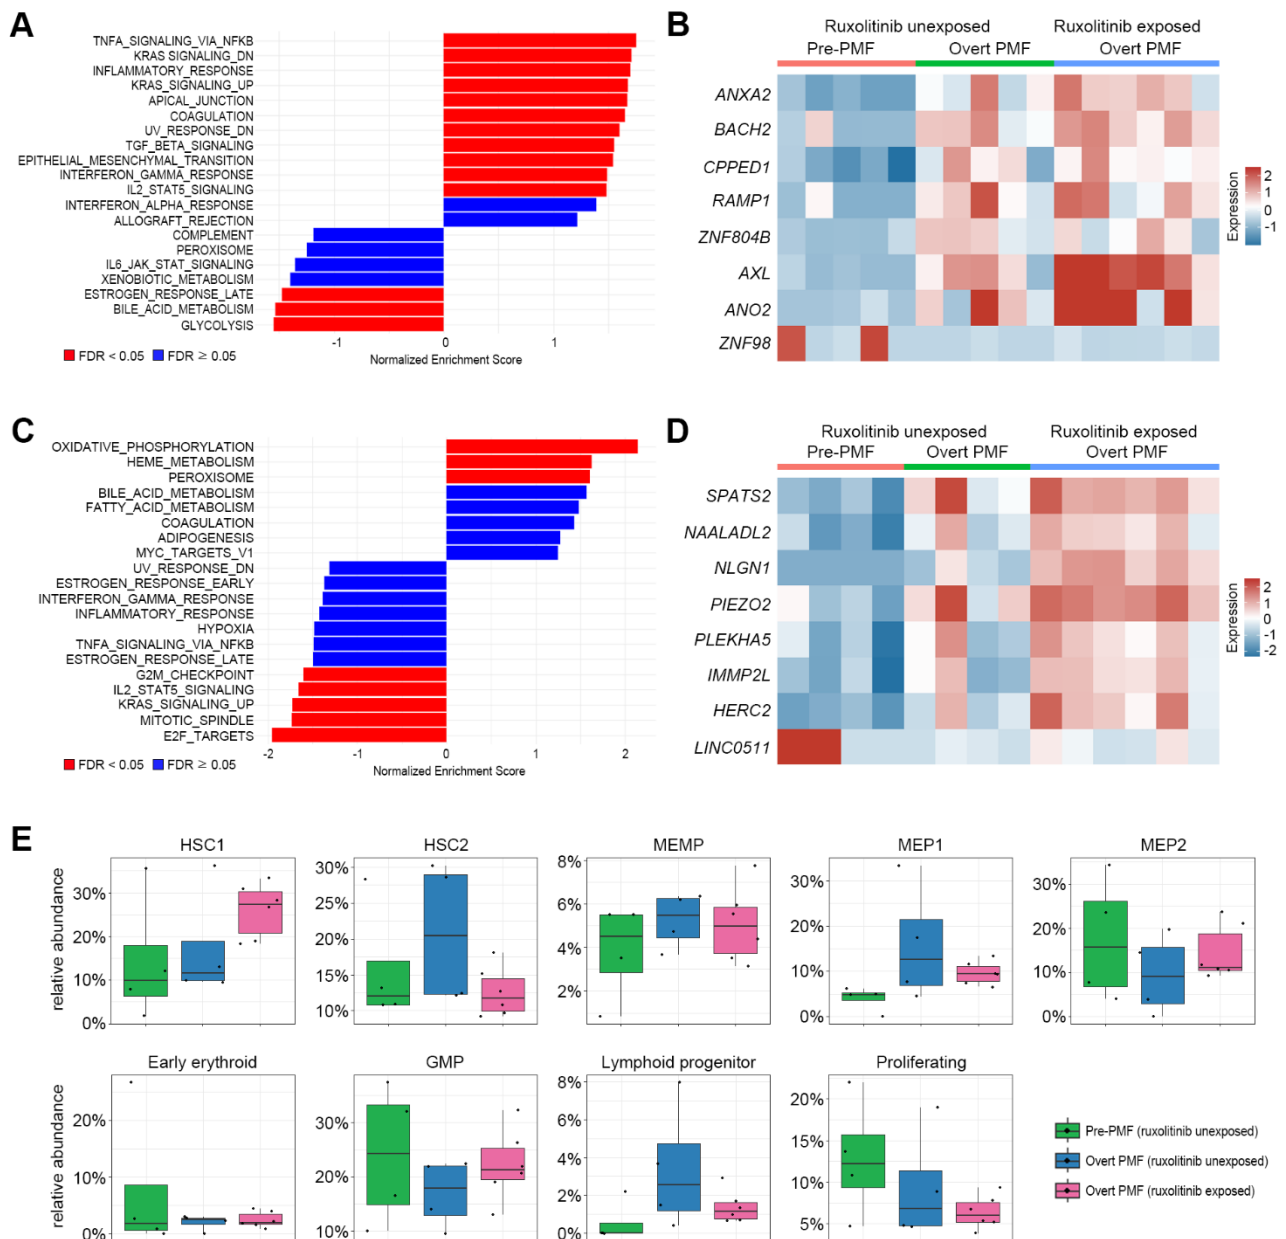 A
TNFA_SIGNALING_VIA_NFKB
KRAS SIGNALING_DN
INFLAMMATORY_RESPONSE
KRAS_SIGNALING_UP
APICAL_JUNCTION
COAGULATION
UV_RESPONSE_DN
TGF_BETA_SIGNALING
EPITHELIAL_MESENCHYMAL_TRANSITION
INTERFERON_GAMMA_RESPONSE
IL2_STAT5_SIGNALING
INTERFERON_ALPHA_RESPONSE
ALLOGRAFT_REJECTION
COMPLEMENT
PEROXISOME
IL6_JAK_STAT_SIGNALING
XENOBIOTIC_METABOLISM
ESTROGEN_RESPONSE_LATE
BILE_ACID_METABOLISM
GLYCOLYSIS
-1 0 1
FDR < 0.05 FDR ≥ 0.05
Normalized Enrichment Score
B
Ruxolitinib unexposed
Ruxolitinib exposed
Pre-PMF
Overt PMF
Overt PMF
ANXA2
BACH2
CPPED1
RAMP1
ZNF804B
AXL
ANO2
ZNF98
Expression
2
1
0
-1
C
OXIDATIVE_PHOSPHORYLATION
HEME_METABOLISM
PEROXISOME
BILE_ACID_METABOLISM
FATTY_ACID_METABOLISM
COAGULATION
ADIPOGENESIS
MYC_TARGETS_V1
UV_RESPONSE_DN
ESTROGEN_RESPONSE_EARLY
INTERFERON_GAMMA_RESPONSE
INFLAMMATORY_RESPONSE
HYPOXIA
TNFA_SIGNALING_VIA_NFKB
ESTROGEN_RESPONSE_LATE
G2M_CHECKPOINT
IL2_STAT5_SIGNALING
KRAS_SIGNALING_UP
MITOTIC_SPINDLE
E2F_TARGETS
-2 -1 0 1 2
FDR < 0.05 FDR ≥ 0.05
Normalized Enrichment Score
D
Ruxolitinib unexposed
Ruxolitinib exposed
Pre-PMF
Overt PMF
Overt PMF
SPATS2
NAALADL2
NLGN1
PIEZO2
PLEKHA5
IMMP2L
HERC2
LINC0511
Expression
2
1
0
-1
-2
E
HSC1
relative abundance
30%
20%
10%
0%
HSC2
30%
25%
20%
15%
10%
MEMP
8%
6%
4%
2%
MEP1
30%
20%
10%
0%
MEP2
30%
20%
10%
0%
Early erythroid
relative abundance
20%
10%
0%
GMP
30%
20%
10%
Lymphoid progenitor
8%
6%
4%
2%
0%
Proliferating
20%
15%
10%
5%
Pre-PMF (ruxolitinib unexposed)
Overt PMF (ruxolitinib unexposed)
Overt PMF (ruxolitinib exposed)